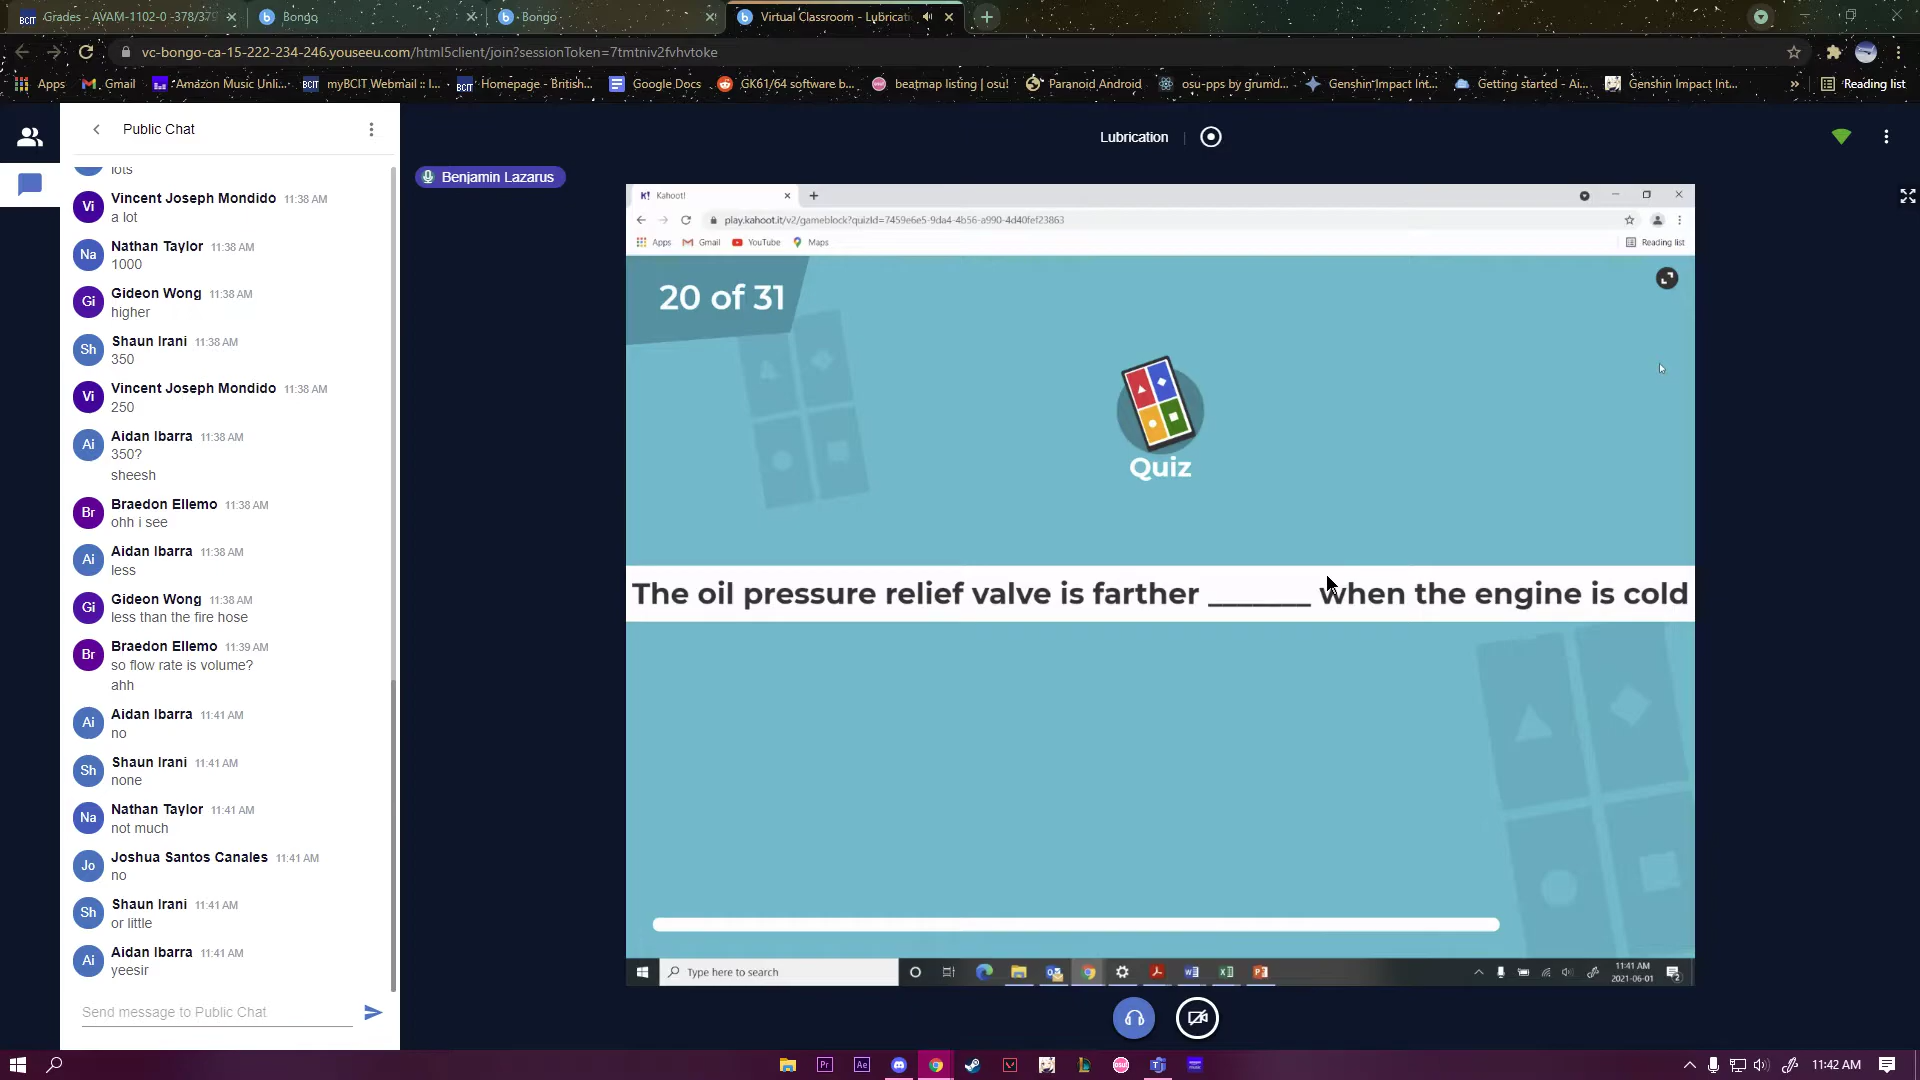 Grades - AVAM-1102-0 -378/379
Bongo
Bongo
Virtual Classroom - Lubricati
vc-bongo-ca-15-222-234-246.youseeu.com/html5client/join?sessionToken=7tmtniv2fvhvtoke
Apps
Gmail
Amazon Music Unli...
myBCIT Webmail :: I...
Homepage - British...
Google Docs
GK61/64 software b...
beatmap listing | osu!
Paranoid Android
osu-pps by grumd...
Genshin Impact Int...
Getting started - Ai...
Genshin Impact Int...
Reading list
Public Chat
lots
Vincent Joseph Mondido 11:38 AM
a lot
Nathan Taylor 11:38 AM
1000
Gideon Wong 11:38 AM
higher
Shaun Irani 11:38 AM
350
Vincent Joseph Mondido 11:38 AM
250
Aidan Ibarra 11:38 AM
350?
sheesh
Braedon Ellemo 11:38 AM
ohh i see
Aidan Ibarra 11:38 AM
less
Gideon Wong 11:38 AM
less than the fire hose
Braedon Ellemo 11:39 AM
so flow rate is volume?
ahh
Aidan Ibarra 11:41 AM
no
Shaun Irani 11:41 AM
none
Nathan Taylor 11:41 AM
not much
Joshua Santos Canales 11:41 AM
no
Shaun Irani 11:41 AM
or little
Aidan Ibarra 11:41 AM
yeesir
Send message to Public Chat
Lubrication
Benjamin Lazarus
Kahoot!
play.kahoot.it/v2/gameblock?quizId=7459e6e5-9da4-4b56-a990-4d40fef23863
Apps
Gmail
YouTube
Maps
Reading list
20 of 31
Quiz
The oil pressure relief valve is farther _______ when the engine is cold
Type here to search
11:41 AM
2021-06-01
11:42 AM